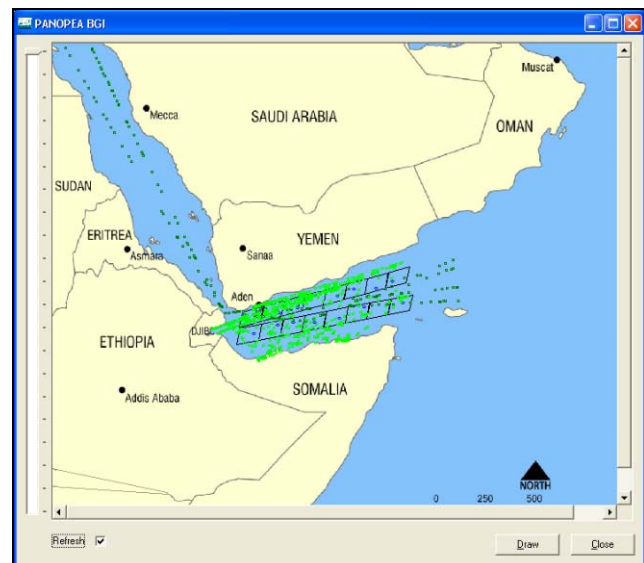 PANOPEA BGI
Muscat
Mecca
SAUDI ARABIA
OMAN
SUDAN
ERITREA
YEMEN
Asmara
Sanaa
Aden
DJIB
ETHIOPIA
SOMALIA
Addis Ababa
NORTH
0 250 500
Refresh
Draw
Close